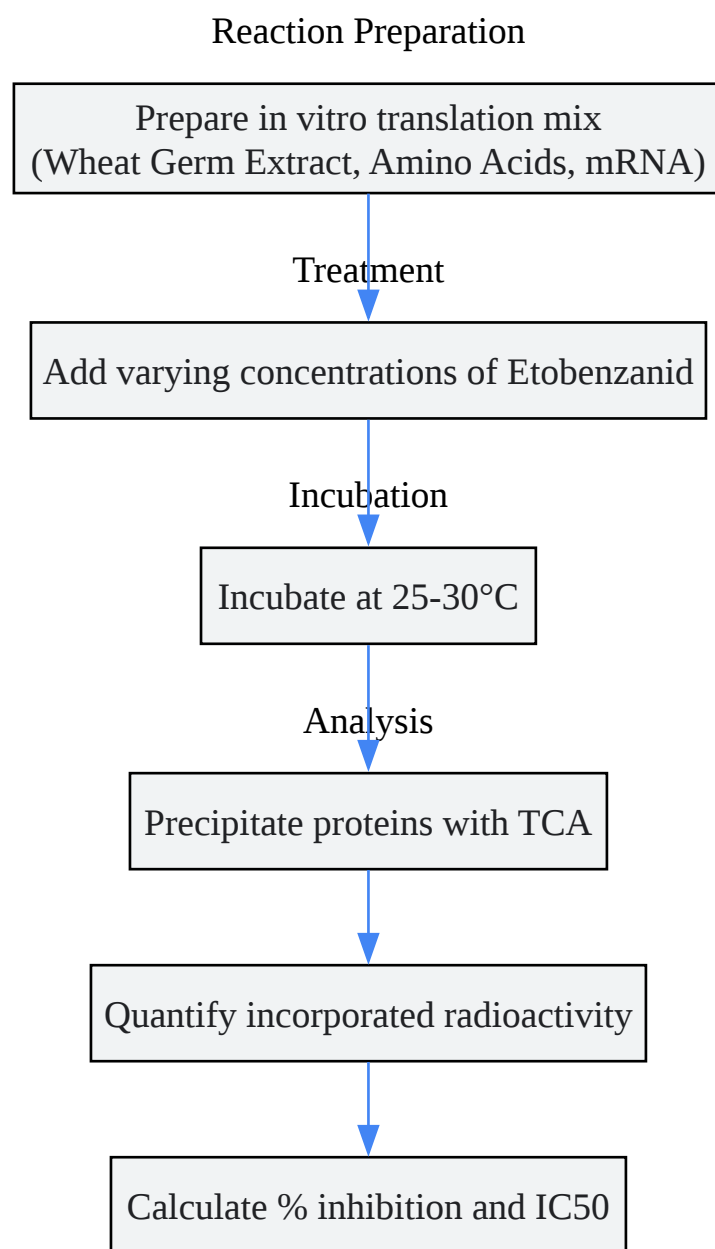 Reaction Preparation
Prepare in vitro translation mix
(Wheat Germ Extract, Amino Acids, mRNA)
Treatment
Add varying concentrations of Etobenzanid
Incubation
Incubate at 25-30°C
Analysis
Precipitate proteins with TCA
Quantify incorporated radioactivity
Calculate % inhibition and IC50